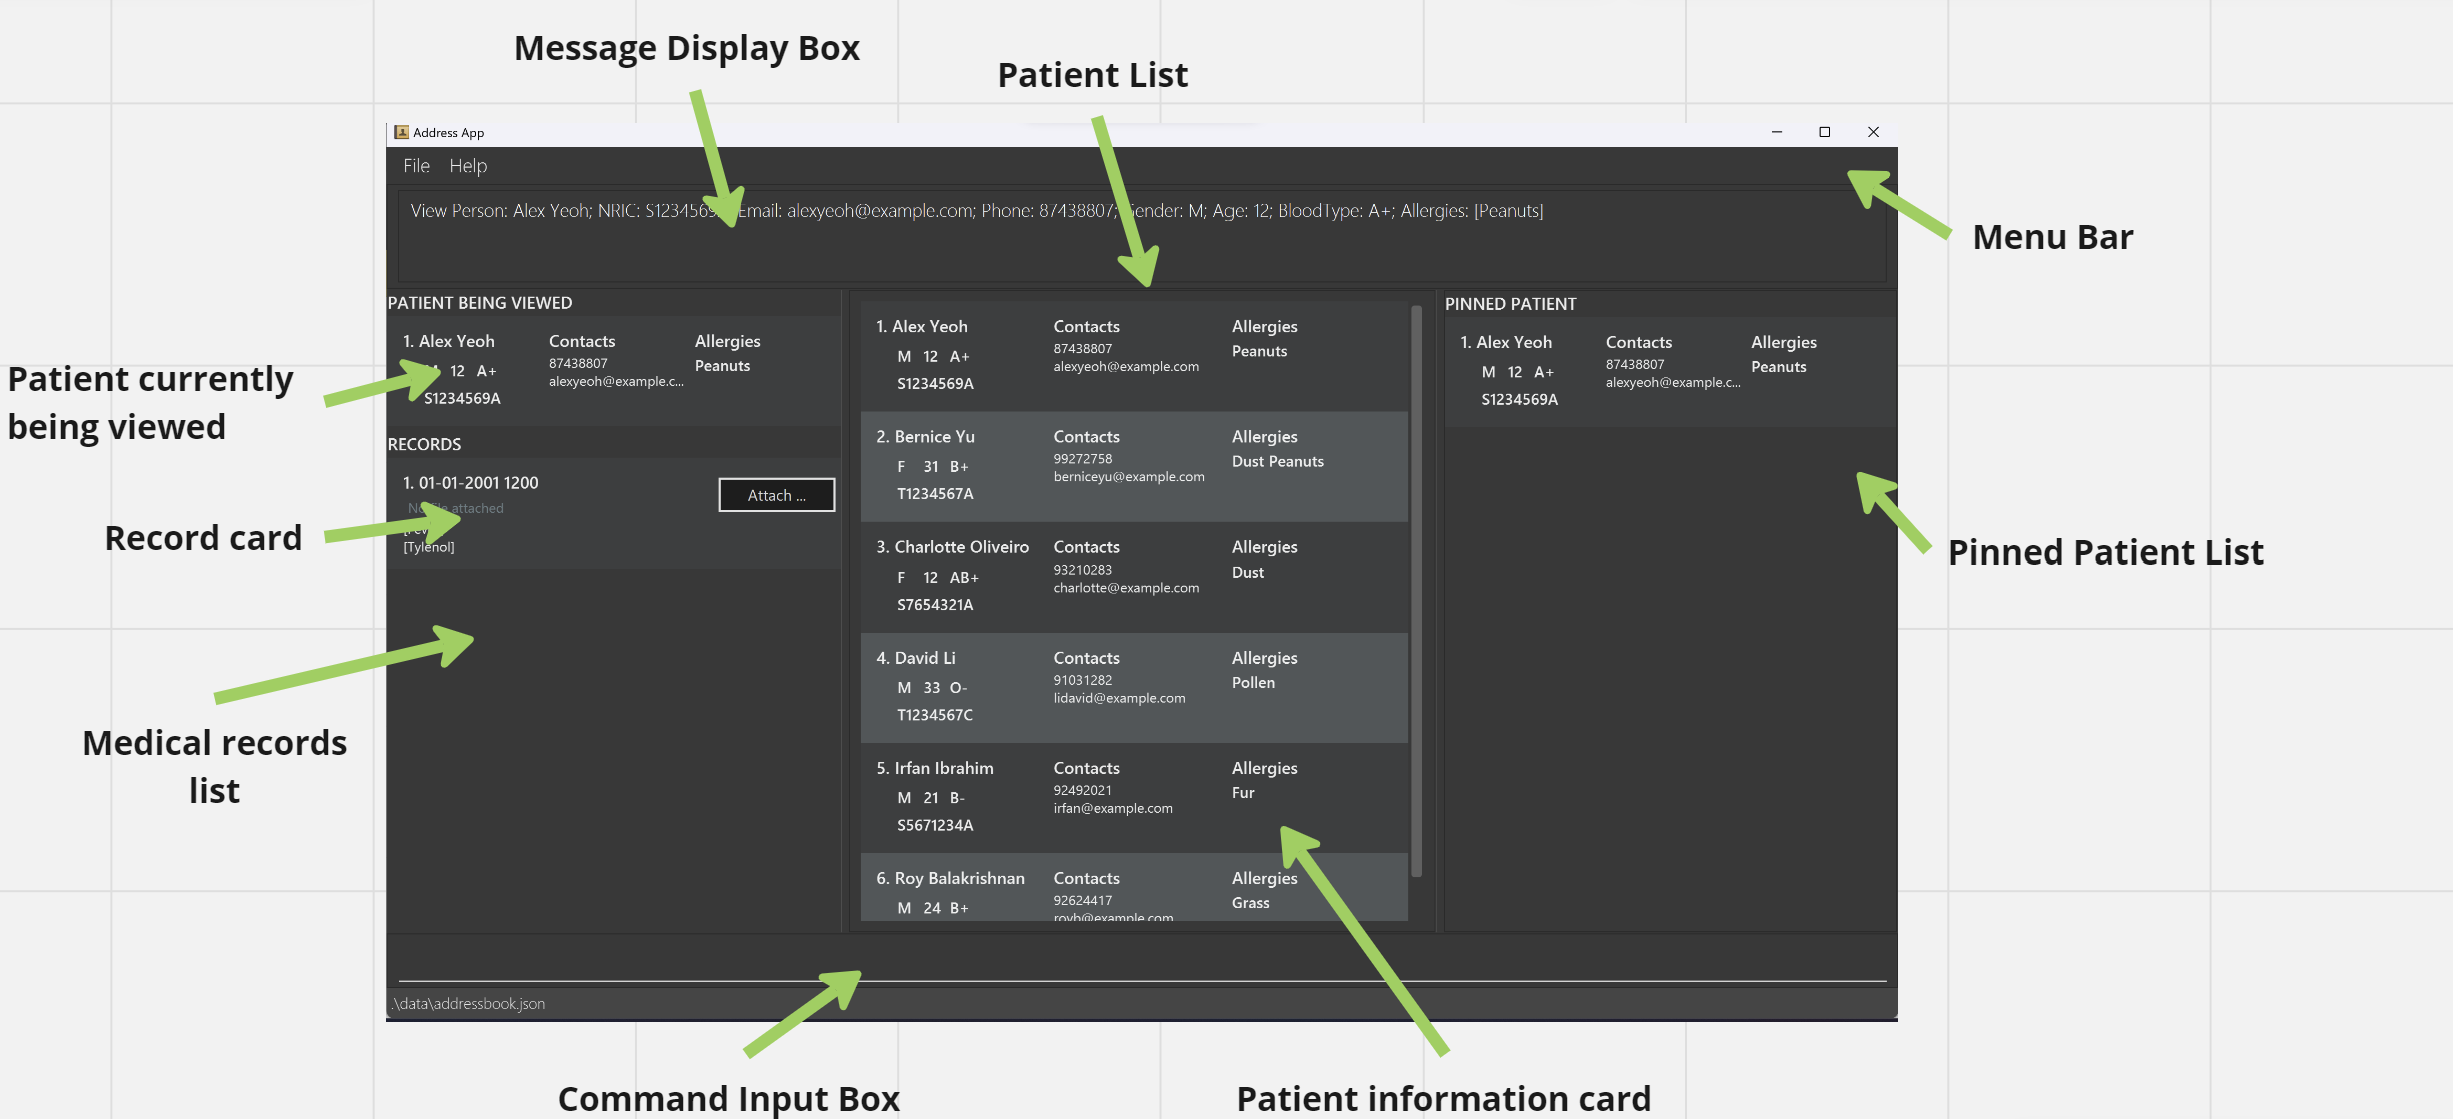 Message Display Box
Patient List
Address App
File Help
View Person: Alex Yeoh; NRIC: S1234569 Email: alexyeoh@example.com; Phone: 87438807; Gender: M; Age: 12; BloodType: A+; Allergies: [Peanuts]
Menu Bar
PATIENT BEING VIEWED
1. Alex Yeoh Contacts Allergies
87438807 Peanuts
12 A+
alexyeoh@example.c...
S1234569A
Patient currently
being viewed
RECORDS
1. 01-01-2001 1200
Attach ...
attached
[Tylenol]
Record card
Medical records
list
1. Alex Yeoh Contacts Allergies
87438807 Peanuts
M 12 A+
alexyeoh@example.com
S1234569A
2. Bernice Yu Contacts Allergies
99272758 Dust Peanuts
F 31 B+
berniceyu@example.com
T1234567A
3. Charlotte Oliveiro Contacts Allergies
93210283 Dust
F 12 AB+
charlotte@example.com
S7654321A
4. David Li Contacts Allergies
91031282 Pollen
M 33 O-
lidavid@example.com
T1234567C
5. Irfan Ibrahim Contacts Allergies
92492021 Fur
M 21 B-
irfan@example.com
S5671234A
6. Roy Balakrishnan Contacts Allergies
92624417 Grass
M 24 B+
royb@example.com
PINNED PATIENT
1. Alex Yeoh Contacts Allergies
87438807 Peanuts
M 12 A+
alexyeoh@example.c...
S1234569A
Pinned Patient List
.\data\addressbook.json
Command Input Box
Patient information card